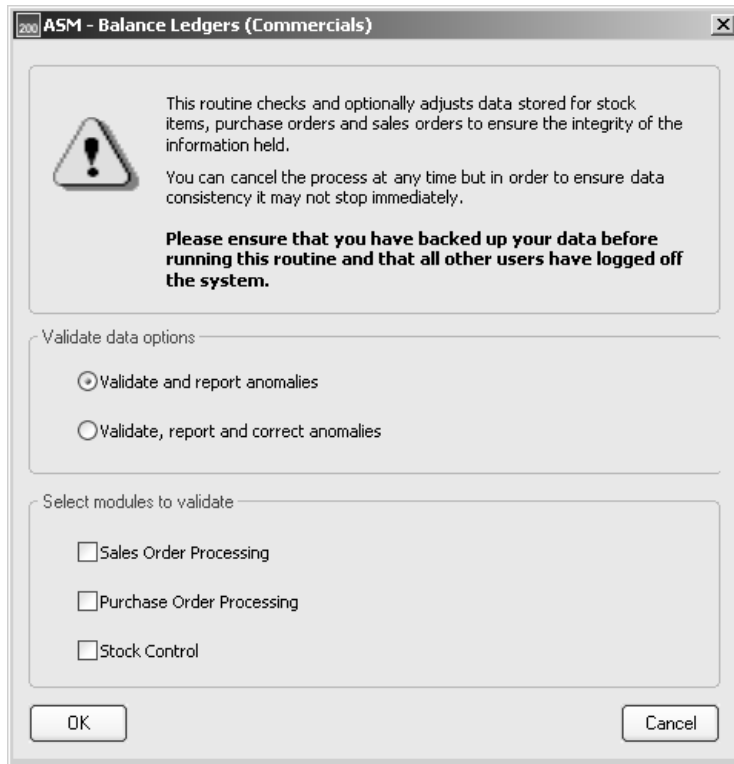 200 ASM - Balance Ledgers (Commercials)
This routine checks and optionally adjusts data stored for stock
items, purchase orders and sales orders to ensure the integrity of the
information held.
You can cancel the process at any time but in order to ensure data
consistency it may not stop immediately.
Please ensure that you have backed up your data before
running this routine and that all other users have logged off
the system.
Validate data options
Validate and report anomalies
Validate, report and correct anomalies
Select modules to validate
Sales Order Processing
Purchase Order Processing
Stock Control
OK
Cancel